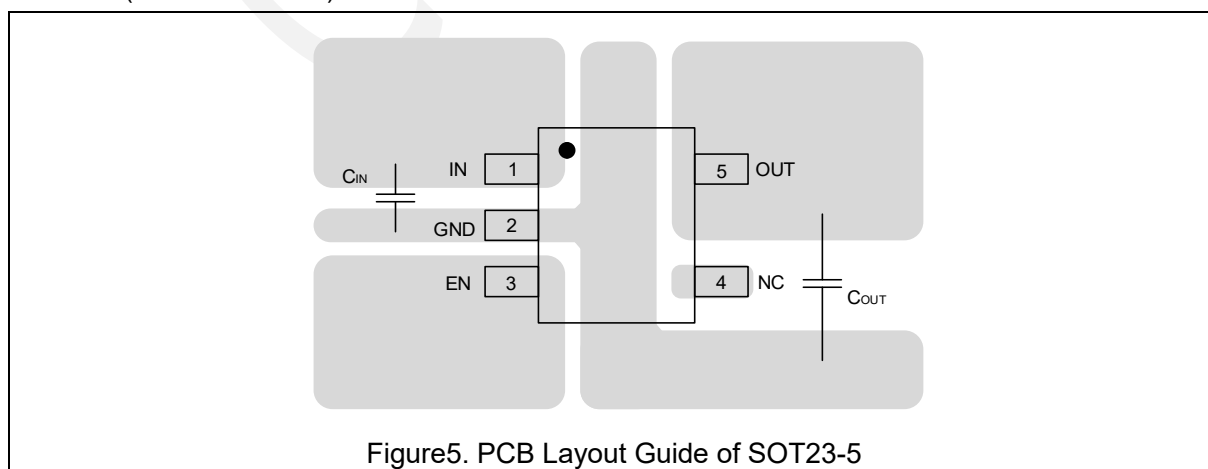 IN 1
5 OUT
CIN
GND 2
EN 3
4 NC
COUT
Figure5. PCB Layout Guide of SOT23-5